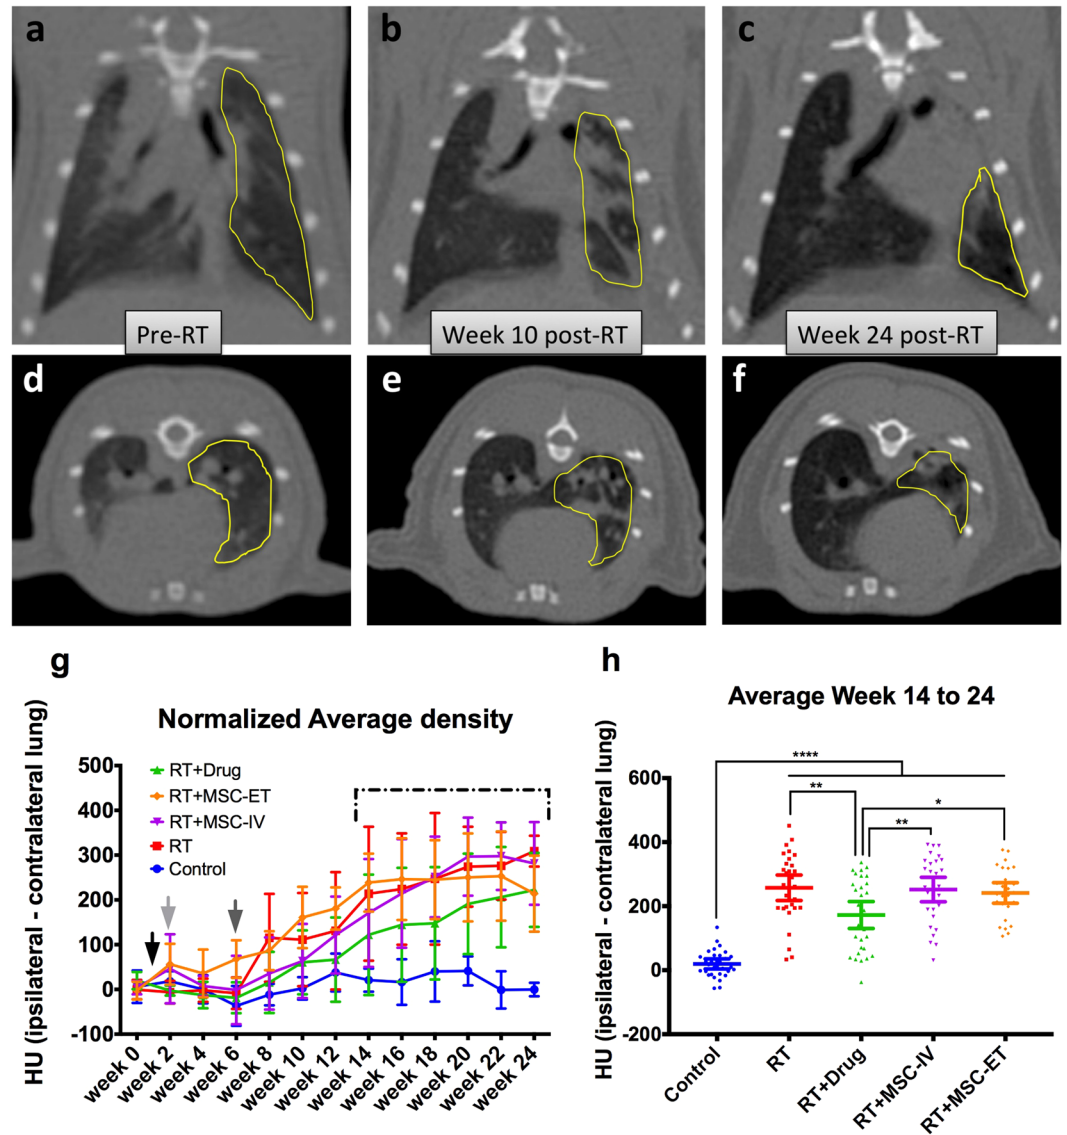 a
b
c
Pre-RT
Week 10 post-RT
Week 24 post-RT
d
e
f
g
Normalized Average density
HU (ipsilateral - contralateral lung)
500
400
300
200
100
0
-100
RT+Drug
RT+MSC-ET
RT+MSC-IV
RT
Control
week 0
week 2
week 4
week 6
week 8
week 10
week 12
week 14
week 16
week 18
week 20
week 22
week 24
h
Average Week 14 to 24
HU (ipsilateral - contralateral lung)
600
400
200
0
-200
****
**
*
**
Control
RT
RT+Drug
RT+MSC-IV
RT+MSC-ET